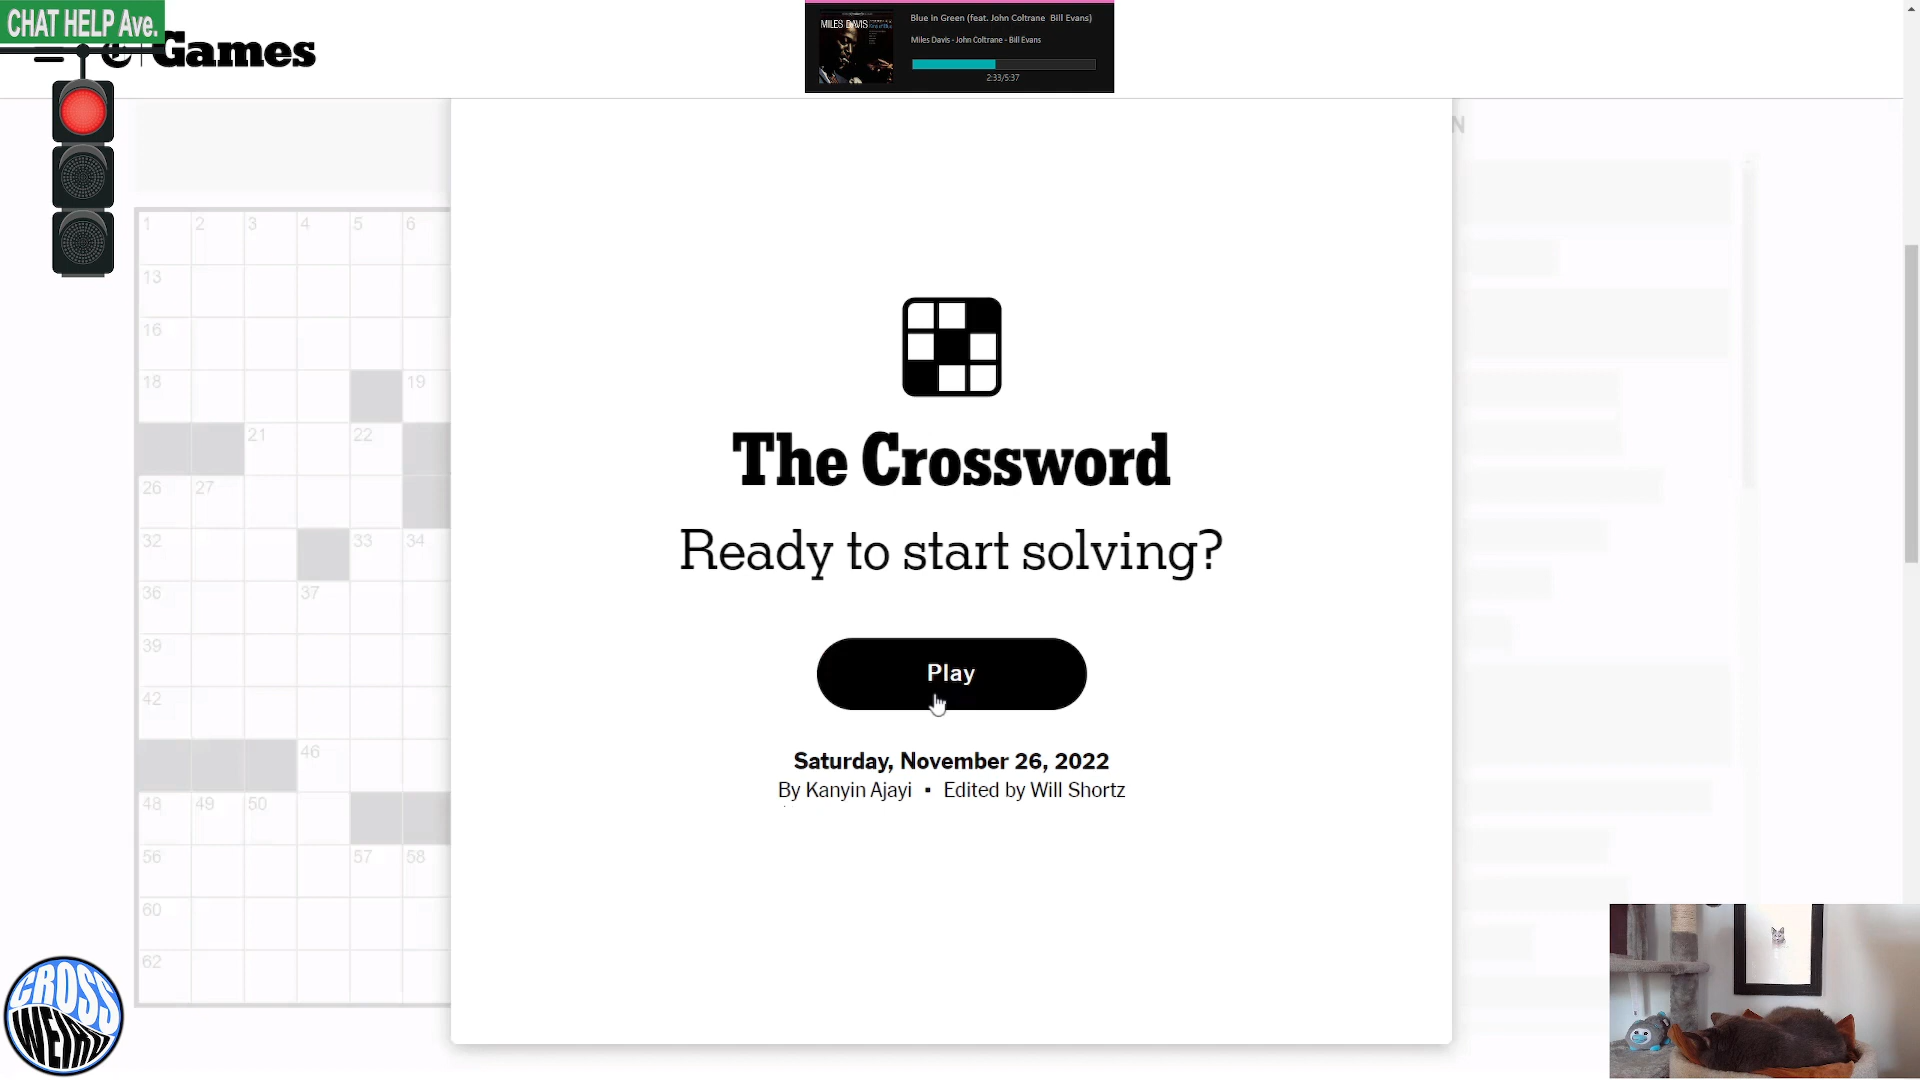 CHAT HELP Ave.
Games
MILES DAVIS
Blue In Green (feat. John Coltrane Bill Evans)
Miles Davis - John Coltrane - Bill Evans
2:33/5:37
N
1 2 3 4 5 6
13
16
18 19
21 22
26 27
32 33 34
36 37
39
42
46
48 49 50
56 57 58
60
62
The Crossword
Ready to start solving?
Play
Saturday, November 26, 2022
By Kanyin Ajayi • Edited by Will Shortz
CROSS
WEIRD